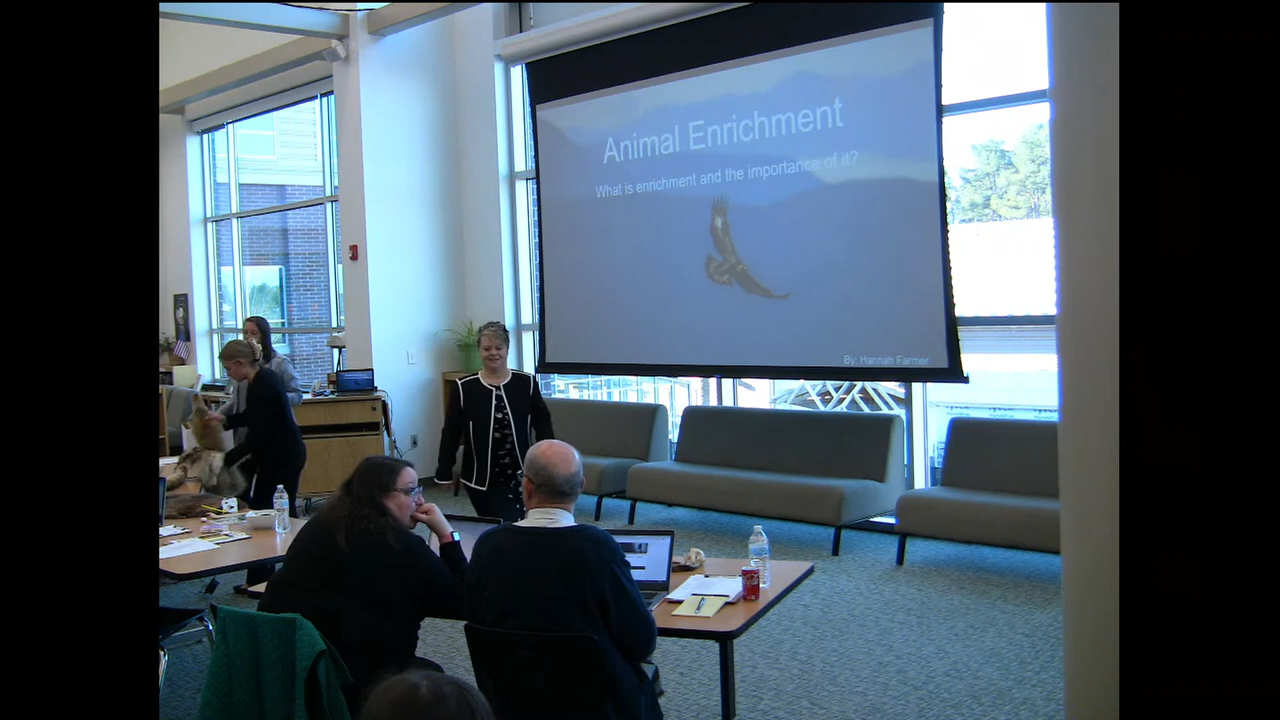 Animal Enrichment
What is enrichment and the importance of it?
By: Hannah Farmer